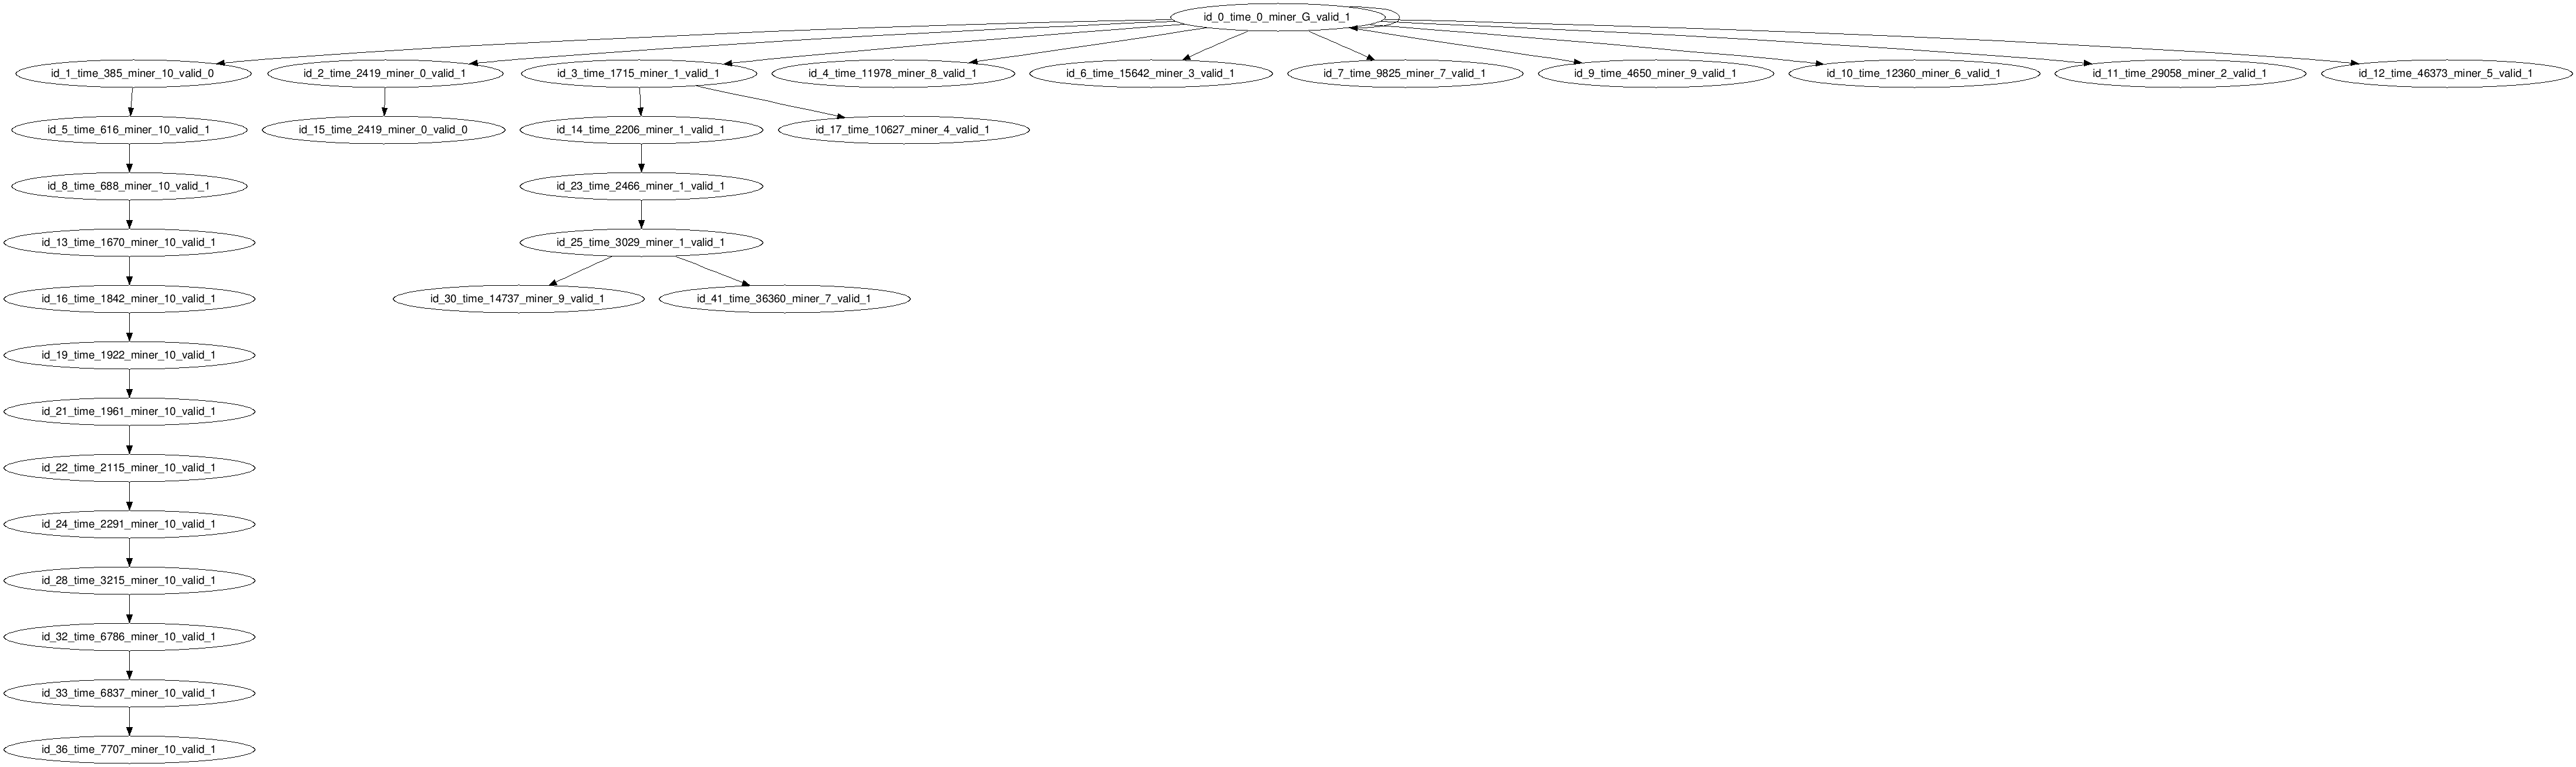 id_0_time_0_miner_G_valid_1
id_1_time_385_miner_10_valid_0
id_2_time_2419_miner_0_valid_1
id_3_time_1715_miner_1_valid_1
id_4_time_11978_miner_8_valid_1
id_6_time_15642_miner_3_valid_1
id_7_time_9825_miner_7_valid_1
id_9_time_4650_miner_9_valid_1
id_10_time_12360_miner_6_valid_1
id_11_time_29058_miner_2_valid_1
id_12_time_46373_miner_5_valid_1
id_5_time_616_miner_10_valid_1
id_15_time_2419_miner_0_valid_0
id_14_time_2206_miner_1_valid_1
id_17_time_10627_miner_4_valid_1
id_8_time_688_miner_10_valid_1
id_23_time_2466_miner_1_valid_1
id_13_time_1670_miner_10_valid_1
id_25_time_3029_miner_1_valid_1
id_16_time_1842_miner_10_valid_1
id_30_time_14737_miner_9_valid_1
id_41_time_36360_miner_7_valid_1
id_19_time_1922_miner_10_valid_1
id_21_time_1961_miner_10_valid_1
id_22_time_2115_miner_10_valid_1
id_24_time_2291_miner_10_valid_1
id_28_time_3215_miner_10_valid_1
id_32_time_6786_miner_10_valid_1
id_33_time_6837_miner_10_valid_1
id_36_time_7707_miner_10_valid_1